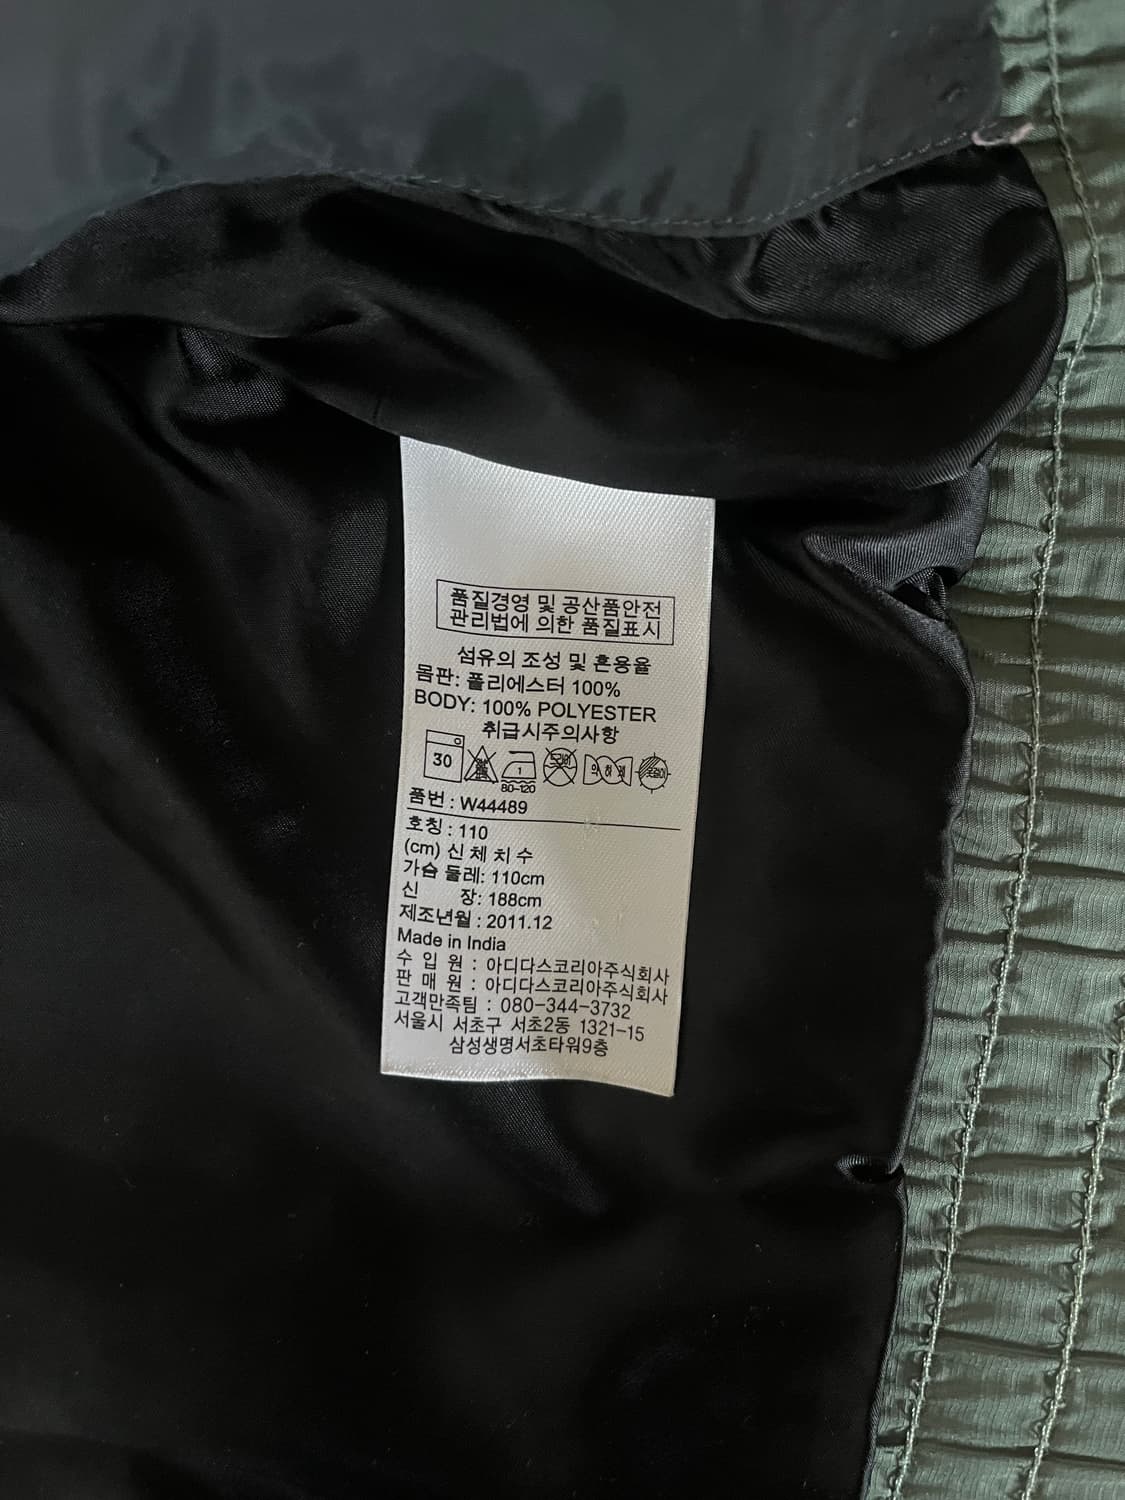 품질경영 및 공산품안전
관리법에 의한 품질표시
섬유의 조성 및 혼용율
몸판: 폴리에스터 100%
BODY: 100% POLYESTER
취급시주의사항
30 1 드라이 약하게
80-120
품번 : W44489
호칭 : 110
(cm) 신체치수
가슴 둘레: 110cm
신 장: 188cm
제조년월 : 2011.12
Made in India
수 입 원 : 아디다스코리아주식회사
판 매 원 : 아디다스코리아주식회사
고객만족팀 : 080-344-3732
서울시 서초구 서초2동 1321-15
삼성생명서초타워9층